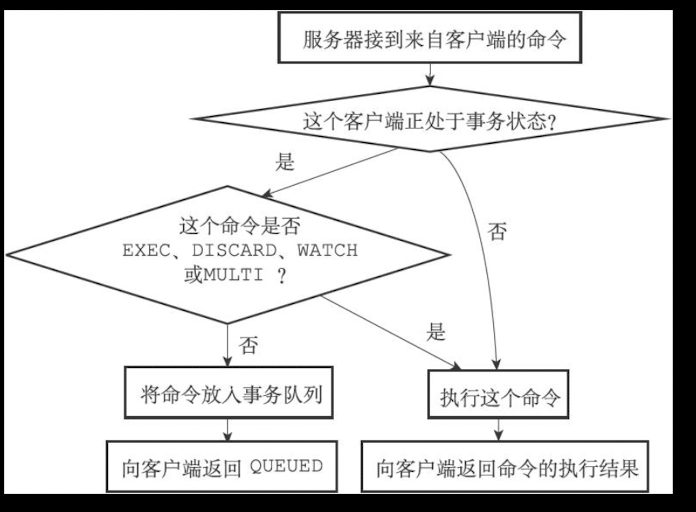 服务器接到来自客户端的命令
这个客户端正处于事务状态?
是
这个命令是否
EXEC、DISCARD、WATCH
或MULTI ?
否
是
否
将命令放入事务队列
执行这个命令
向客户端返回 QUEUED
向客户端返回命令的执行结果